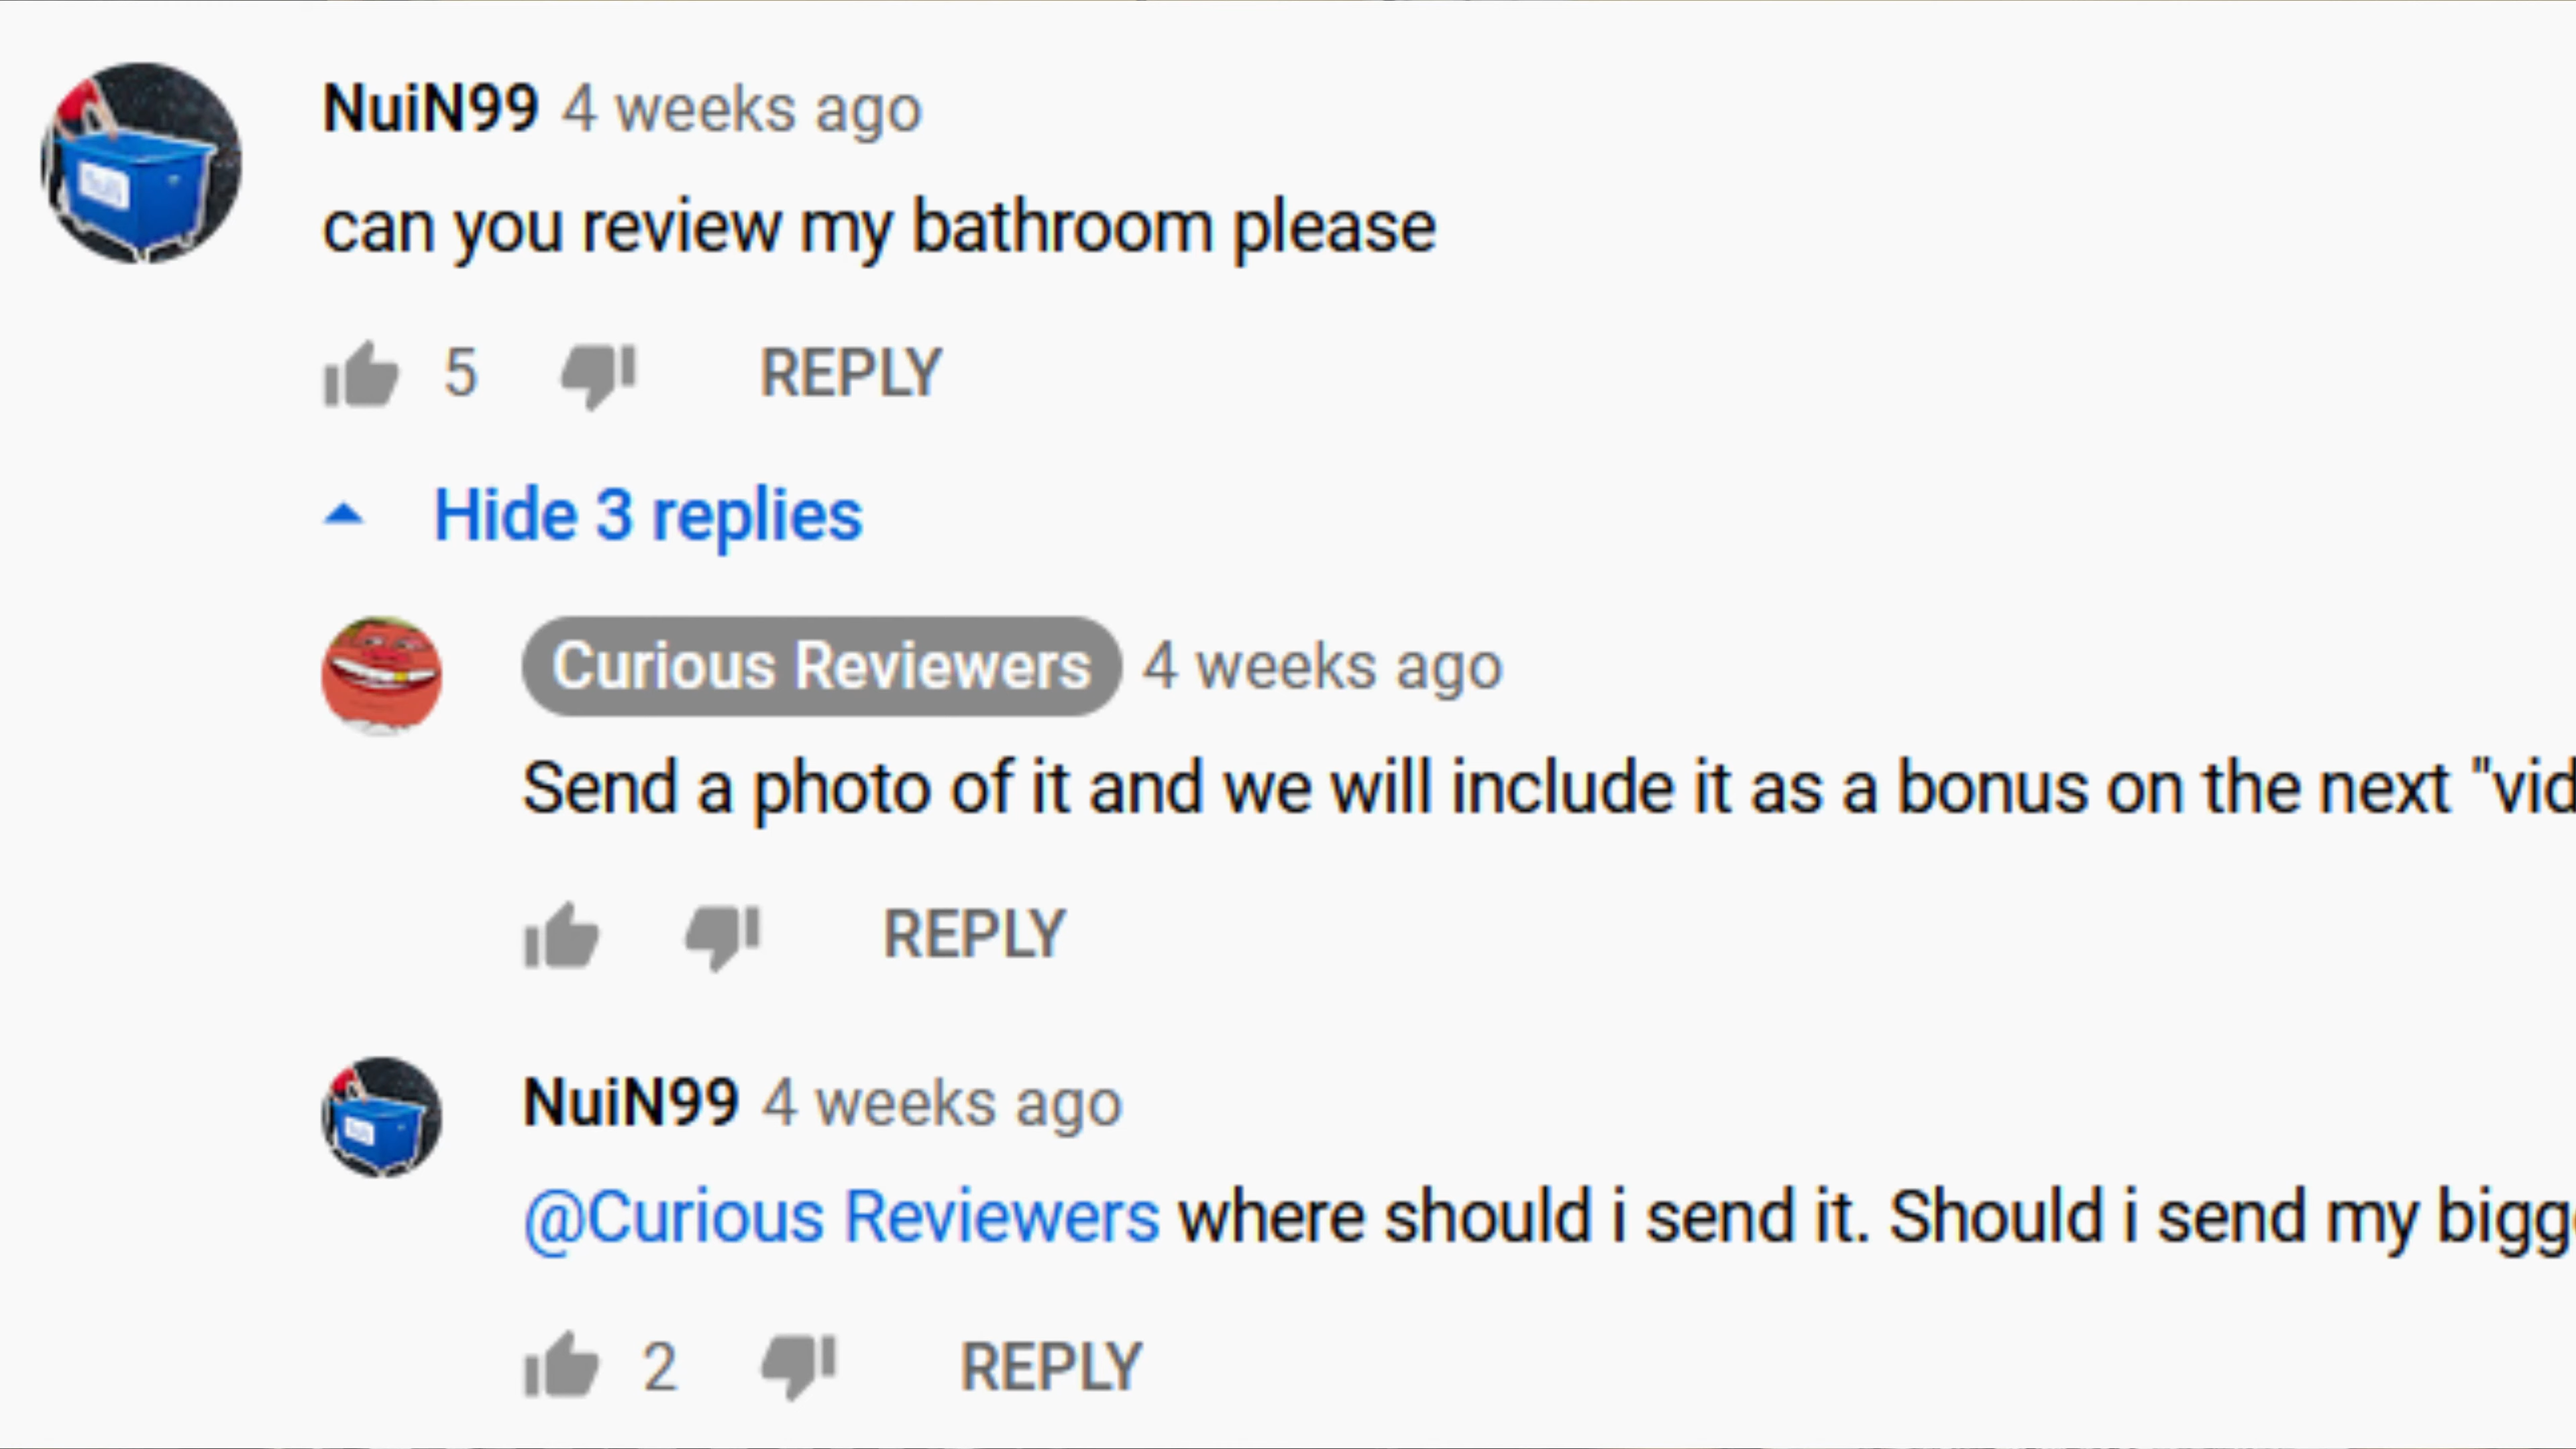 NuiN99 4 weeks ago
can you review my bathroom please
5 REPLY
Hide 3 replies
Curious Reviewers 4 weeks ago
Send a photo of it and we will include it as a bonus on the next "vid
REPLY
NuiN99 4 weeks ago
@Curious Reviewers where should i send it. Should i send my bigg
2 REPLY